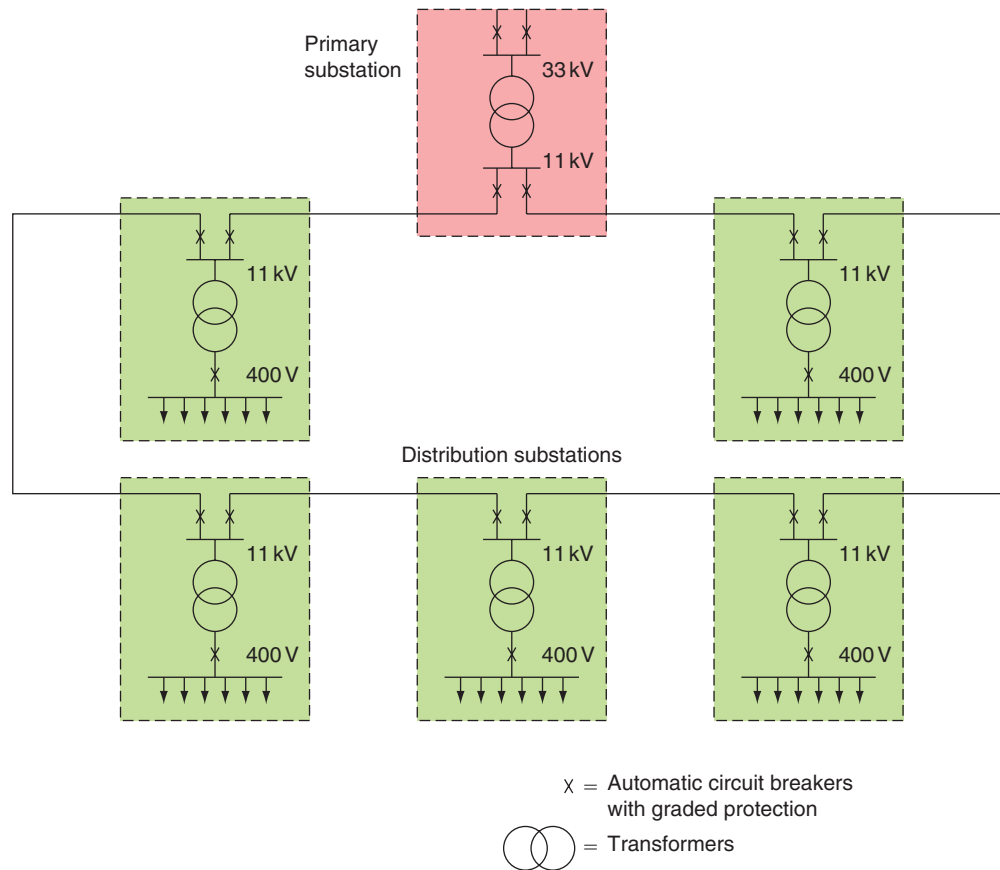 Primary
substation
33 kV
11 kV
11 kV
11 kV
400 V
400 V
Distribution substations
11 kV
11 kV
11 kV
400 V
400 V
400 V
x = Automatic circuit breakers
with graded protection
= Transformers